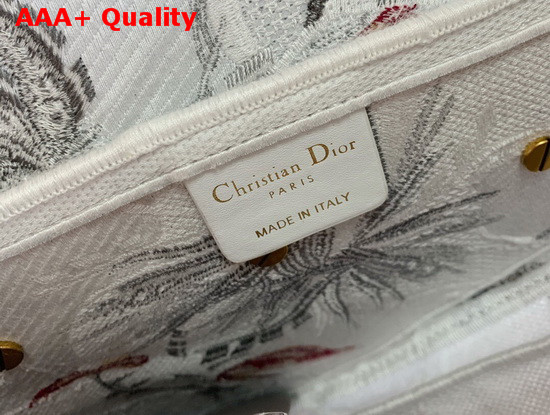 AAA+ Quality
Christian Dior
PARIS
MADE IN ITALY